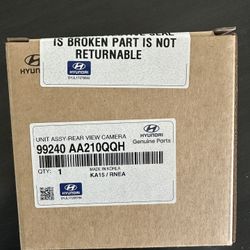 SEAL
IS BROKEN PART IS NOT
RETURNABLE
HYUNDAI
UNIT ASSY-REAR VIEW CAMERA
99240 AA210QQH
HYUNDAI
Genuine Parts
QTY: 1
MADE IN KOREA
KA15 / RNEA
HYUNDAI